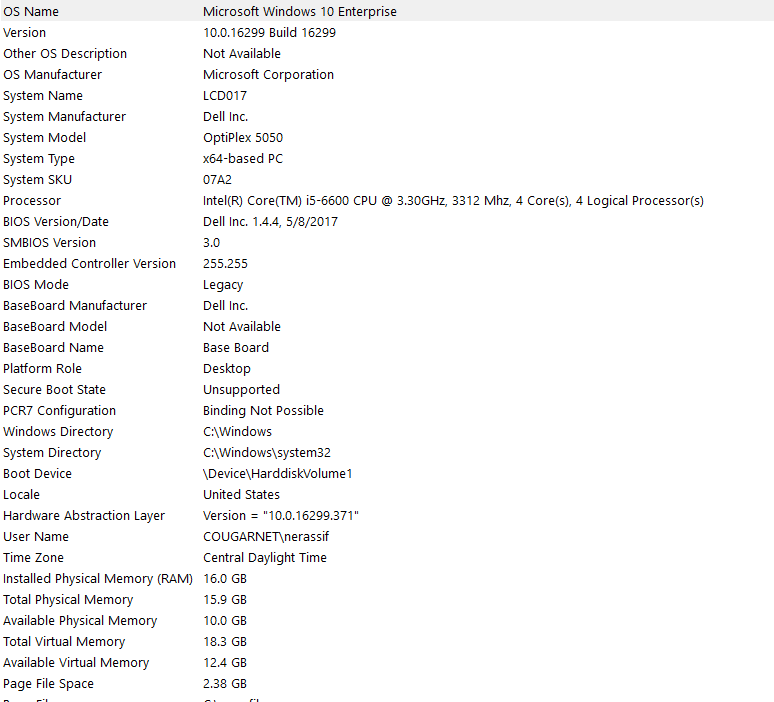 OS Name Microsoft Windows 10 Enterprise
Version 10.0.16299 Build 16299
Other OS Description Not Available
OS Manufacturer Microsoft Corporation
System Name LCD017
System Manufacturer Dell Inc.
System Model OptiPlex 5050
System Type x64-based PC
System SKU 07A2
Processor Intel(R) Core(TM) i5-6600 CPU @ 3.30GHz, 3312 Mhz, 4 Core(s), 4 Logical Processor(s)
BIOS Version/Date Dell Inc. 1.4.4, 5/8/2017
SMBIOS Version 3.0
Embedded Controller Version 255.255
BIOS Mode Legacy
BaseBoard Manufacturer Dell Inc.
BaseBoard Model Not Available
BaseBoard Name Base Board
Platform Role Desktop
Secure Boot State Unsupported
PCR7 Configuration Binding Not Possible
Windows Directory C:\Windows
System Directory C:\Windows\system32
Boot Device \Device\HarddiskVolume1
Locale United States
Hardware Abstraction Layer Version = "10.0.16299.371"
User Name COUGARNET\nerassif
Time Zone Central Daylight Time
Installed Physical Memory (RAM) 16.0 GB
Total Physical Memory 15.9 GB
Available Physical Memory 10.0 GB
Total Virtual Memory 18.3 GB
Available Virtual Memory 12.4 GB
Page File Space 2.38 GB